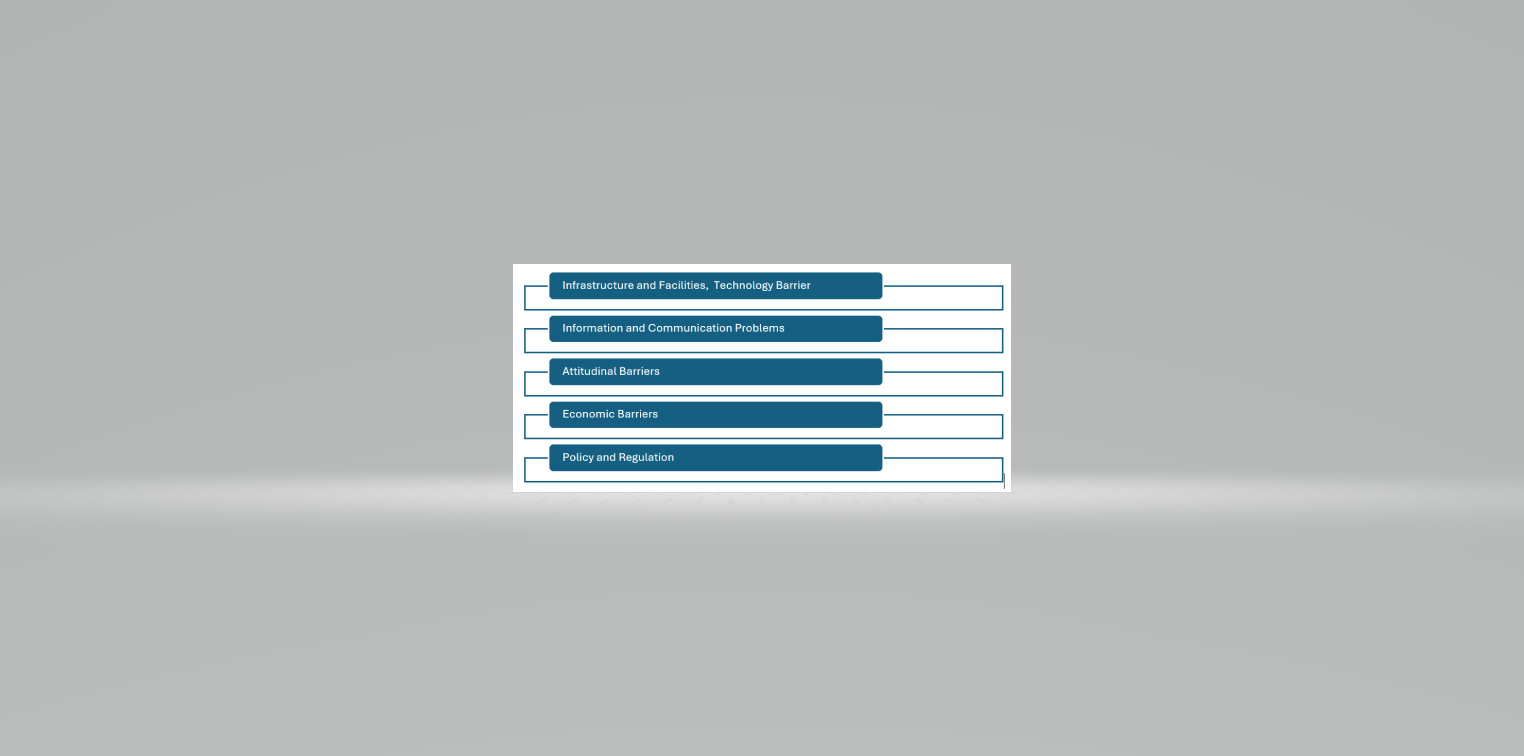 Infrastructure and Facilities,  Technology Barrier
Information and Communication Problems
Attitudinal Barriers
Economic Barriers
Policy and Regulation